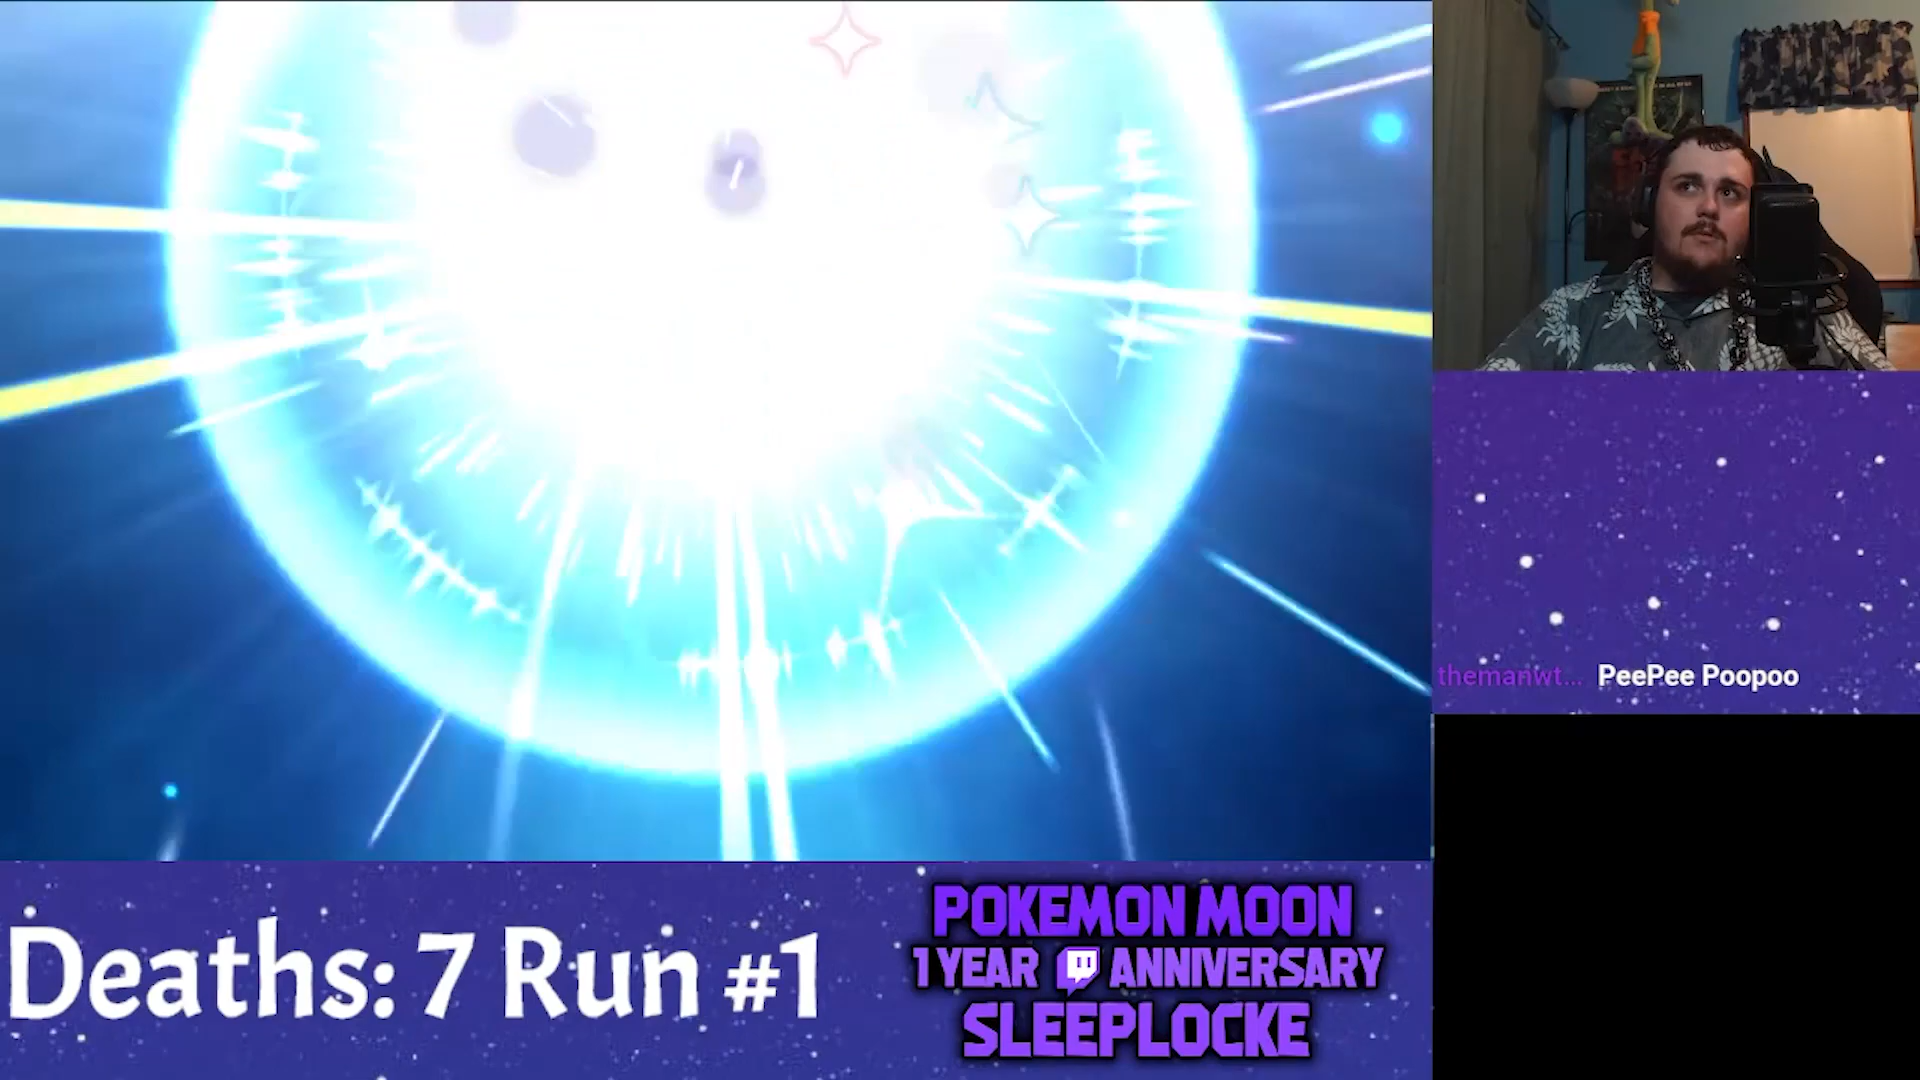 themanwt... PeePee Poopoo
Deaths: 7 Run #1
POKEMON MOON
1 YEAR ANNIVERSARY
SLEEPLOCKE